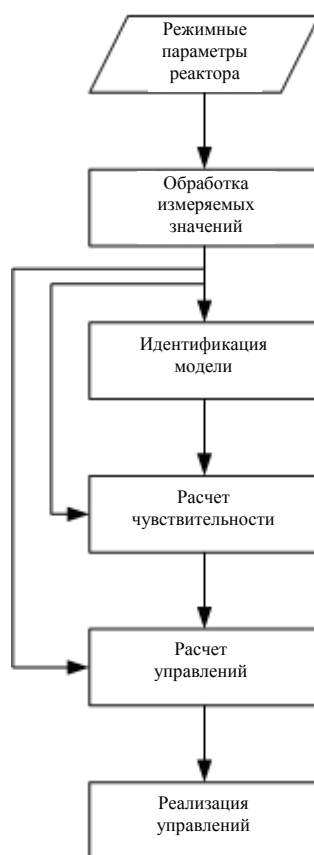 Режимные
параметры
реактора
Обработка
измеряемых
значений
Идентификация
модели
Расчет
чувствительности
Расчет
управлений
Реализация
управлений